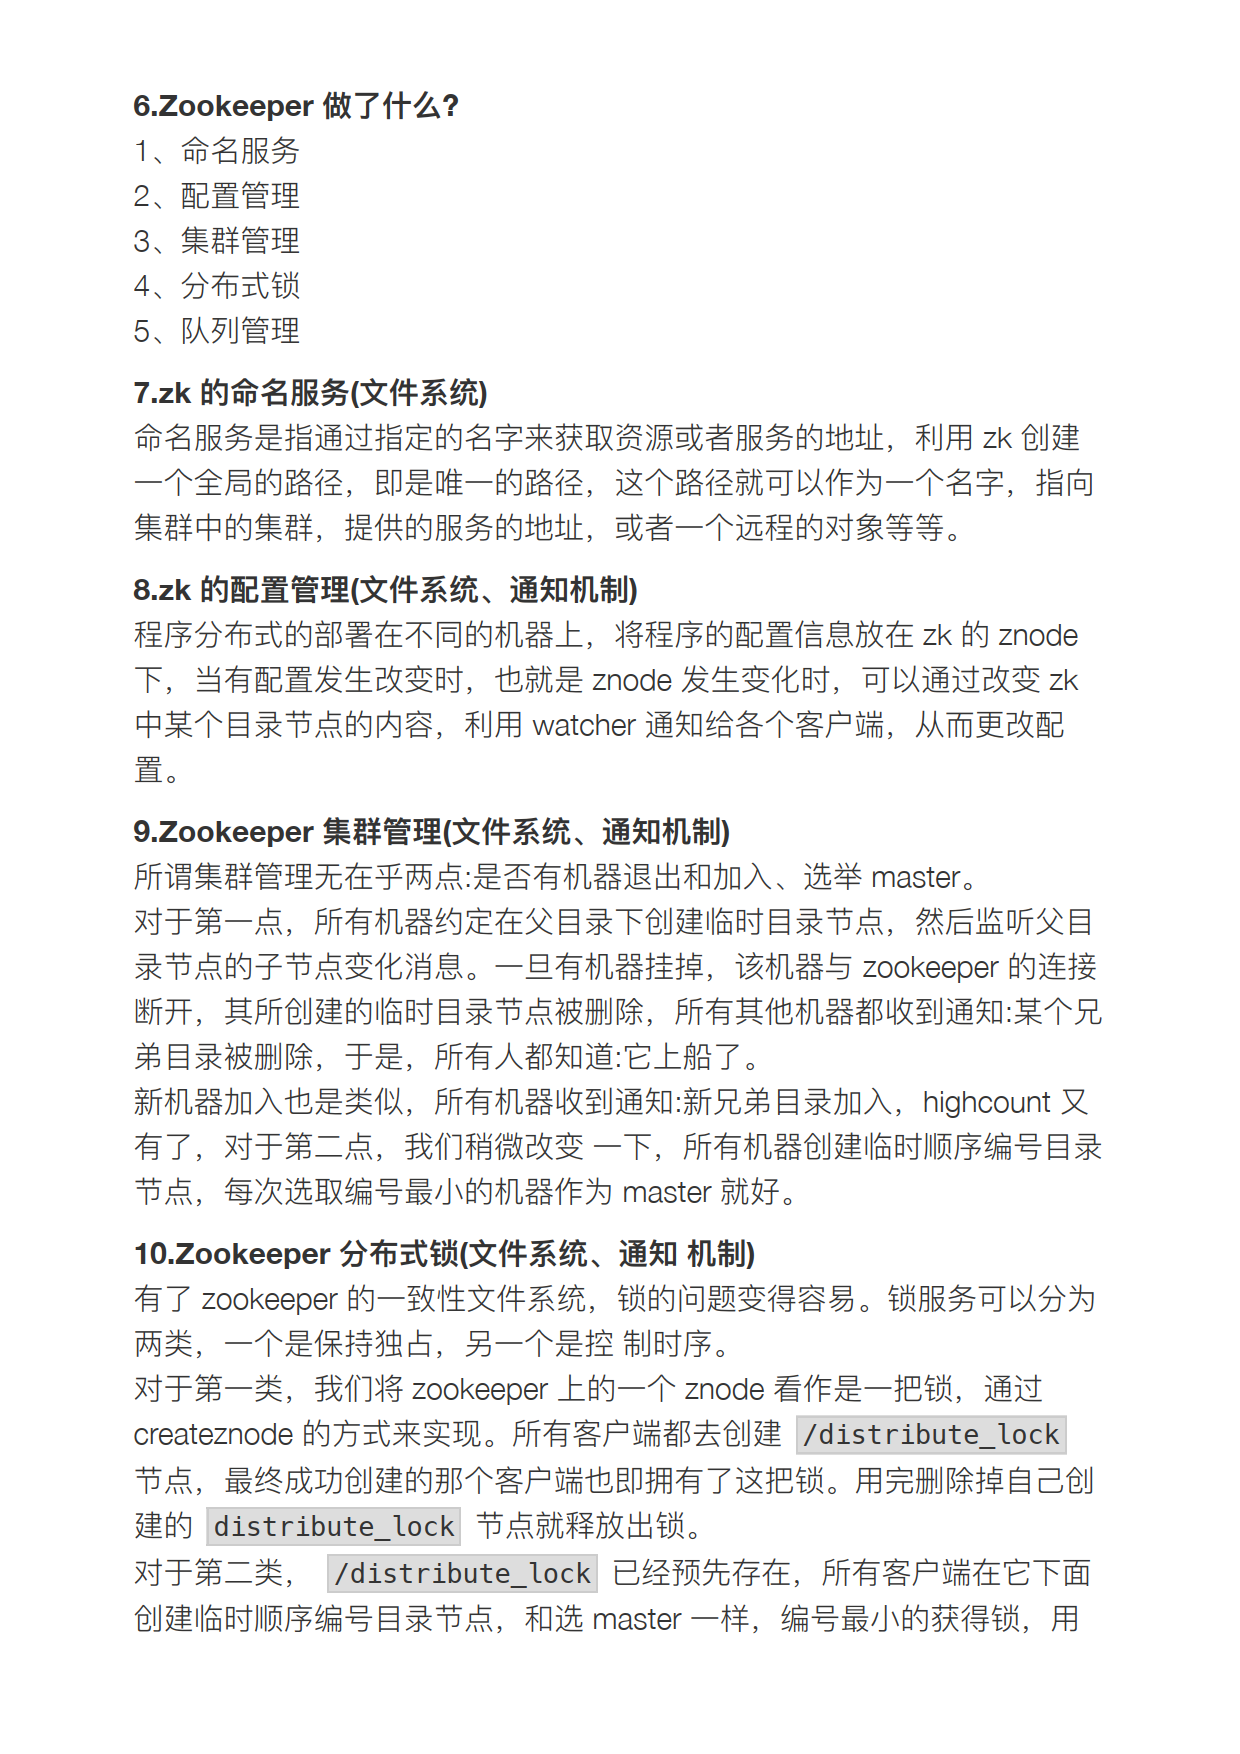 6.Zookeeper 做了什么?
1、命名服务
2、配置管理
3、集群管理
4、分布式锁
5、队列管理
7.zk 的命名服务(文件系统)
命名服务是指通过指定的名字来获取资源或者服务的地址，利用 zk 创建
一个全局的路径，即是唯一的路径，这个路径就可以作为一个名字，指向
集群中的集群，提供的服务的地址，或者一个远程的对象等等。
8.zk 的配置管理(文件系统、通知机制)
程序分布式的部署在不同的机器上，将程序的配置信息放在 zk 的 znode
下，当有配置发生改变时，也就是 znode 发生变化时，可以通过改变 zk
中某个目录节点的内容，利用 watcher 通知给各个客户端，从而更改配
置。
9.Zookeeper 集群管理(文件系统、通知机制)
所谓集群管理无在乎两点:是否有机器退出和加入、选举 master。
对于第一点，所有机器约定在父目录下创建临时目录节点，然后监听父目
录节点的子节点变化消息。一旦有机器挂掉，该机器与 zookeeper 的连接
断开，其所创建的临时目录节点被删除，所有其他机器都收到通知:某个兄
弟目录被删除，于是，所有人都知道:它上船了。
新机器加入也是类似，所有机器收到通知:新兄弟目录加入，highcount 又
有了，对于第二点，我们稍微改变 一下，所有机器创建临时顺序编号目录
节点，每次选取编号最小的机器作为 master 就好。
10.Zookeeper 分布式锁(文件系统、通知 机制)
有了 zookeeper 的一致性文件系统，锁的问题变得容易。锁服务可以分为
两类，一个是保持独占，另一个是控 制时序。
对于第一类，我们将 zookeeper 上的一个 znode 看作是一把锁，通过
createznode 的方式来实现。所有客户端都去创建 /distribute_lock
节点，最终成功创建的那个客户端也即拥有了这把锁。用完删除掉自己创
建的 distribute_lock 节点就释放出锁。
对于第二类， /distribute_lock 已经预先存在，所有客户端在它下面
创建临时顺序编号目录节点，和选 master 一样，编号最小的获得锁，用